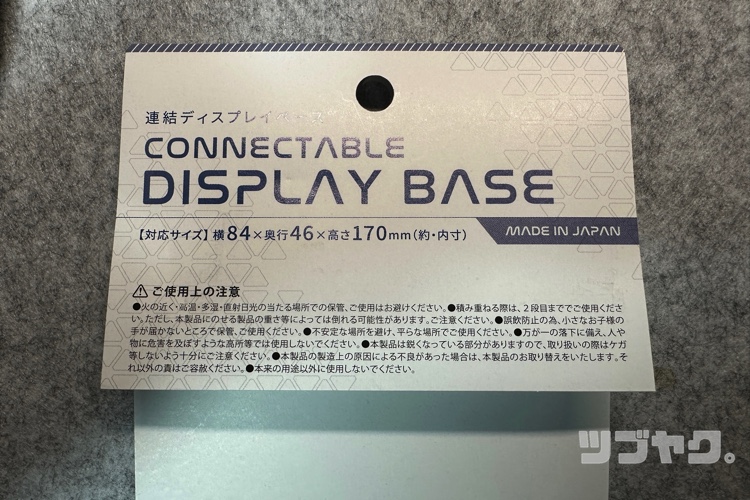 連結ディスプレイベース
CONNECTABLE
DISPLAY BASE
【対応サイズ】横84×奥行46×高さ170mm(約・内寸)
MADE IN JAPAN
⚠ ご使用上の注意
●火の近く・高温・多湿・直射日光の当たる場所での保管、ご使用はお避けください。●積み重ねる際は、2段目まででご使用くださ
い。ただし、本製品にのせる製品の重さ等によっては倒れる可能性があります。ご注意ください。●誤飲防止の為、小さなお子様の
手が届かないところで保管、ご使用ください。●不安定な場所を避け、平らな場所でご使用ください。●万が一の落下に備え、人や
物に危害を及ぼすような高所等では使用しないでください。●本製品は鋭くなっている部分がありますので、取り扱いの際はケガ
等しないよう十分にご注意ください。●本製品の製造上の原因による不良があった場合は、本製品のお取り替えをいたします。そ
れ以外の責はご容赦ください。●本来の用途以外に使用しないでください。
ツブヤク。